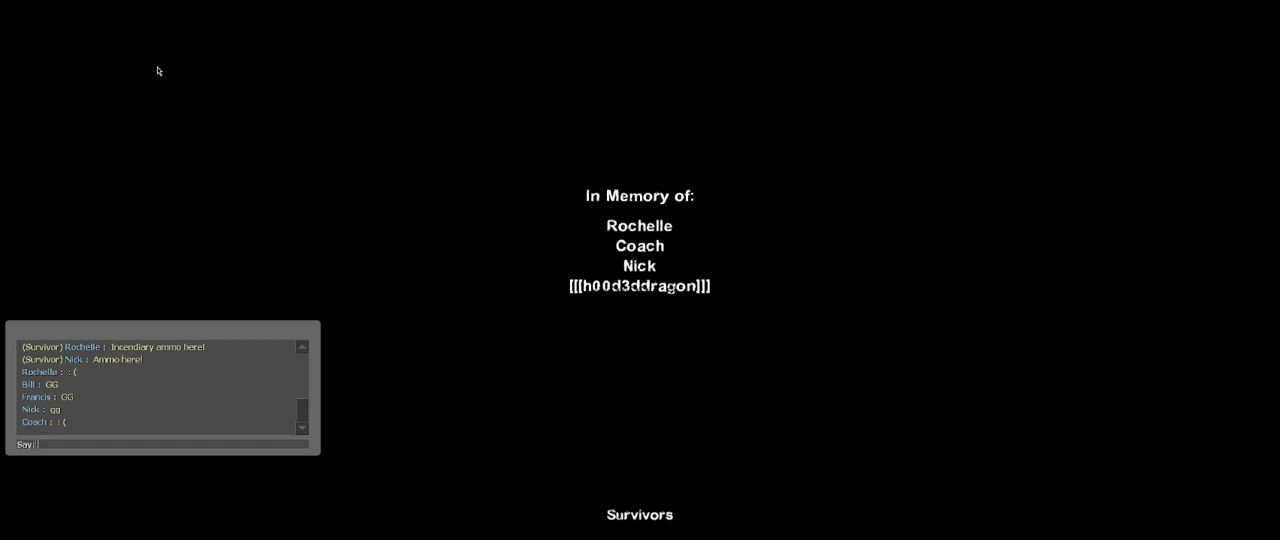 In Memory of:
Rochelle
Coach
Nick
[[[h00d3ddragon]]]
(Survivor) Rochelle : Incendiary ammo here!
(Survivor) Nick : Ammo here!
Rochelle : :(
Bill : GG
Francis : GG
Nick : gg
Coach : :(
Say:
Survivors